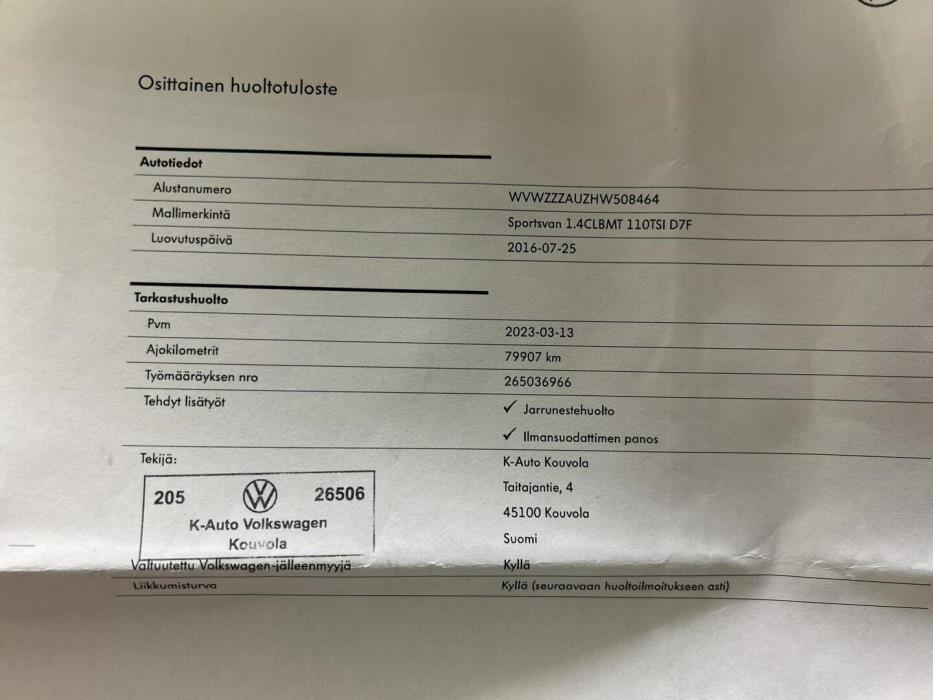 Osittainen huoltotuloste
Autotiedot
Alustanumero WVWZZZAUZHW508464
Mallimerkintä Sportsvan 1.4CLBMT 110TSI D7F
Luovutuspäivä 2016-07-25
Tarkastushuolto
Pvm 2023-03-13
Ajokilometrit 79907 km
Työmääräyksen nro 265036966
Tehdyt lisätyöt ✓ Jarrunestehuolto
✓ Ilmansuodattimen panos
Tekijä: K-Auto Kouvola
Taitajantie, 4
45100 Kouvola
Suomi
205 26506
K-Auto Volkswagen
Kouvola
Valtuutettu Volkswagen-jälleenmyyjä Kyllä
Liikkumisturva Kyllä (seuraavaan huoltoilmoitukseen asti)